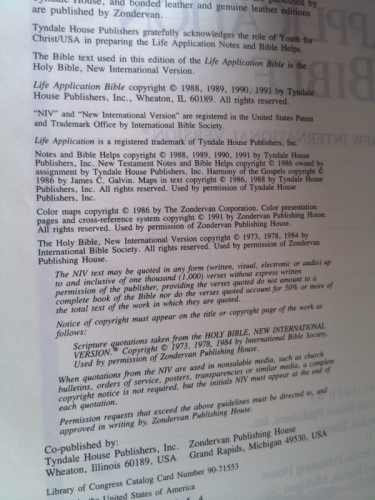 House, and bonded leather and genuine leather editions
are published by Zondervan.
Tyndale House Publishers gratefully acknowledges the role of Youth for
Christ/USA in preparing the Life Application Notes and Bible Helps.
The Bible text used in this edition of the Life Application Bible is the
Holy Bible, New International Version.
Life Application Bible copyright © 1988, 1989, 1990, 1991 by Tyndale
House Publishers, Inc., Wheaton, IL 60189. All rights reserved.
"NIV" and "New International Version" are registered in the United States Patent
and Trademark Office by International Bible Society.
Life Application is a registered trademark of Tyndale House Publishers, Inc.
Notes and Bible Helps copyright © 1988, 1989, 1990, 1991 by Tyndale House
Publishers, Inc. New Testament Notes and Bible Helps copyright © 1986 owned by
assignment by Tyndale House Publishers, Inc. Harmony of the Gospels copyright ©
1986 by James C. Galvin. Maps in text copyright © 1986, 1988 by Tyndale House
Publishers, Inc. All rights reserved. Used by permission of Tyndale House
Publishers, Inc.
Color maps copyright © 1986 by The Zondervan Corporation. Color presentation
pages and cross-reference system copyright © 1991 by Zondervan Publishing House.
All rights reserved. Used by permission of Zondervan Publishing House.
The Holy Bible, New International Version copyright © 1973, 1978, 1984 by
International Bible Society. All rights reserved. Used by permission of Zondervan
Publishing House.
The NIV text may be quoted in any form (written, visual, electronic or audio) up
to and inclusive of one thousand (1,000) verses without express written
permission of the publisher, providing the verses quoted do not amount to a
complete book of the Bible nor do the verses quoted account for 50% or more of
the total text of the work in which they are quoted.
Notice of copyright must appear on the title or copyright page of the work as
follows:
Scripture quotations taken from the HOLY BIBLE, NEW INTERNATIONAL
VERSION. Copyright © 1973, 1978, 1984 by International Bible Society.
Used by permission of Zondervan Publishing House.
When quotations from the NIV are used in nonsalable media, such as church
bulletins, orders of service, posters, transparencies or similar media, a complete
copyright notice is not required, but the initials NIV must appear at the end of
each quotation.
Permission requests that exceed the above guidelines must be directed to, and
approved in writing by, Zondervan Publishing House.
Co-published by:
Tyndale House Publishers, Inc. Zondervan Publishing House
Wheaton, Illinois 60189, USA Grand Rapids, Michigan 49530, USA
Library of Congress Catalog Card Number 90-71553
the United States of America